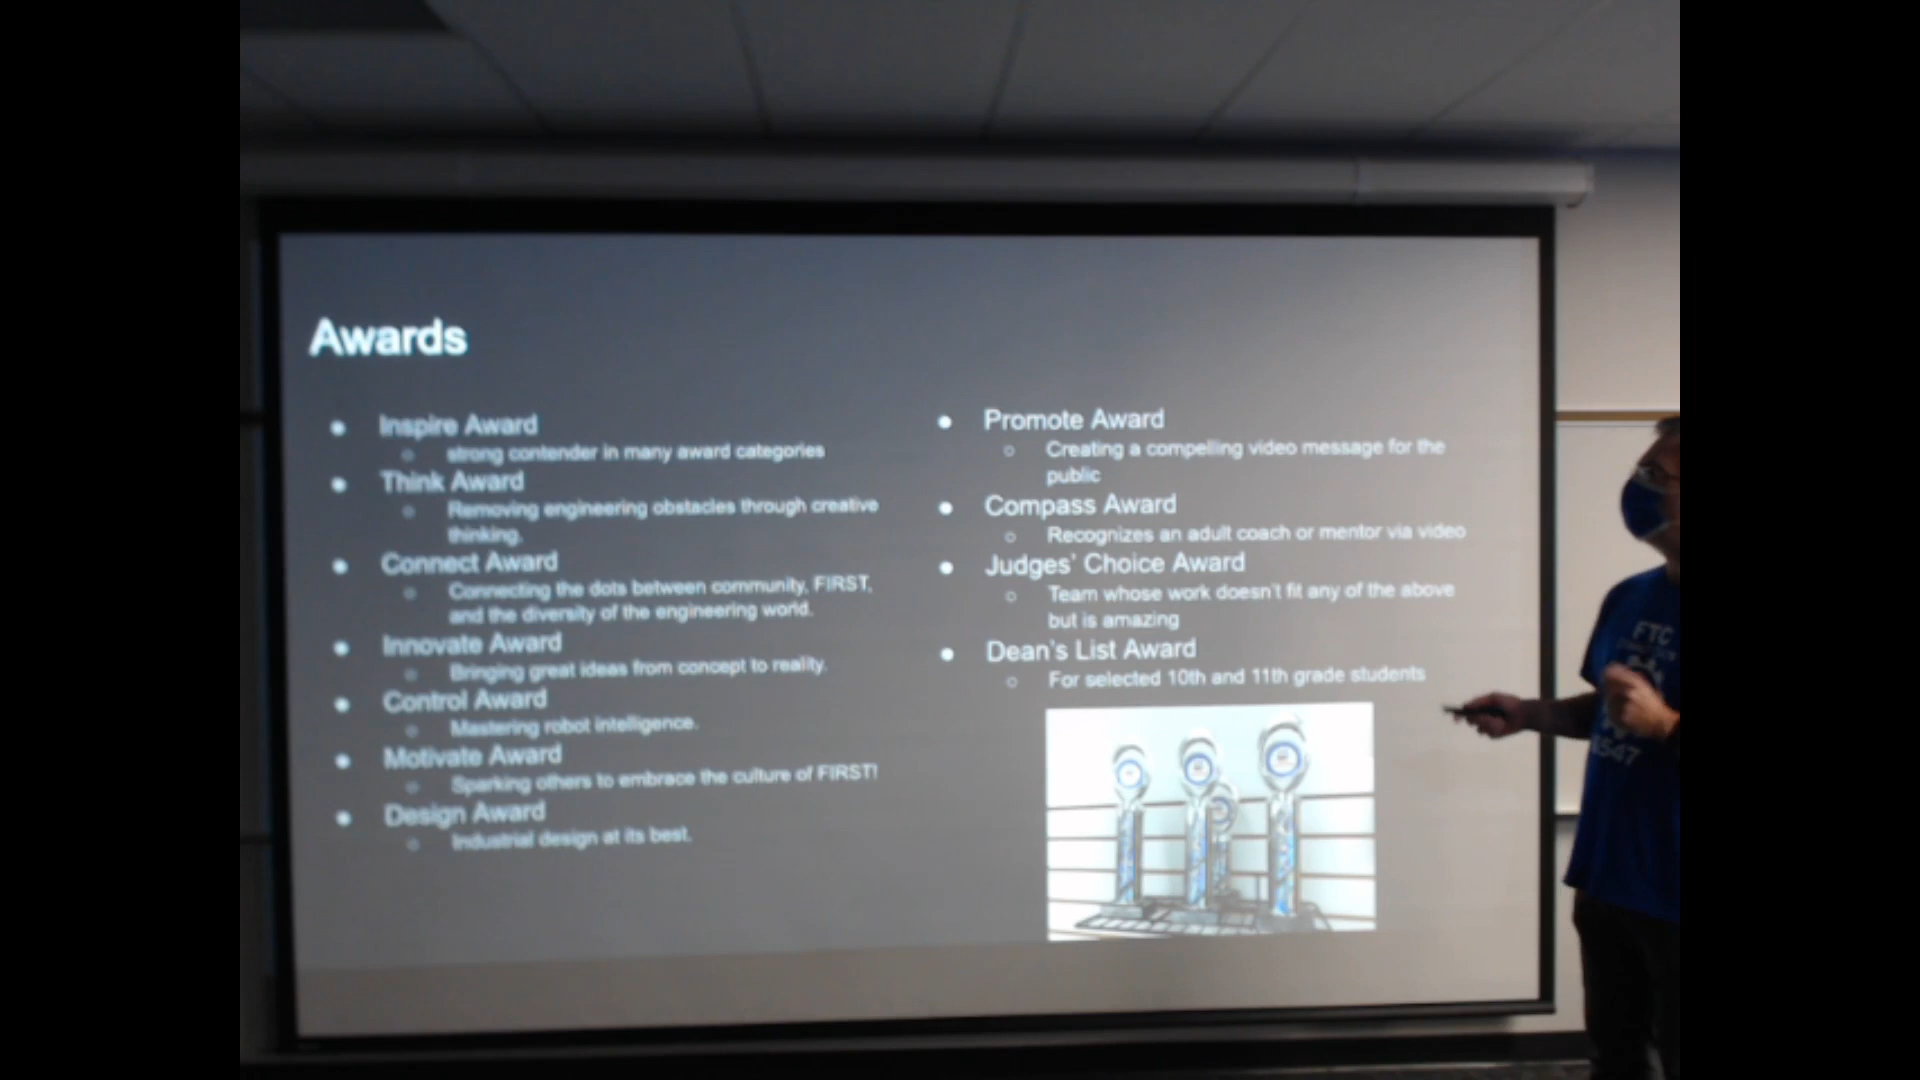 Awards
Inspire Award
strong contender in many award categories
Think Award
Removing engineering obstacles through creative
thinking.
Connect Award
Connecting the dots between community, FIRST,
and the diversity of the engineering world.
Innovate Award
Bringing great ideas from concept to reality.
Control Award
Mastering robot intelligence.
Motivate Award
Sparking others to embrace the culture of FIRST!
Design Award
Industrial design at its best.
Promote Award
Creating a compelling video message for the
public
Compass Award
Recognizes an adult coach or mentor via video
Judges' Choice Award
Team whose work doesn't fit any of the above
but is amazing
Dean's List Award
For selected 10th and 11th grade students
FTC